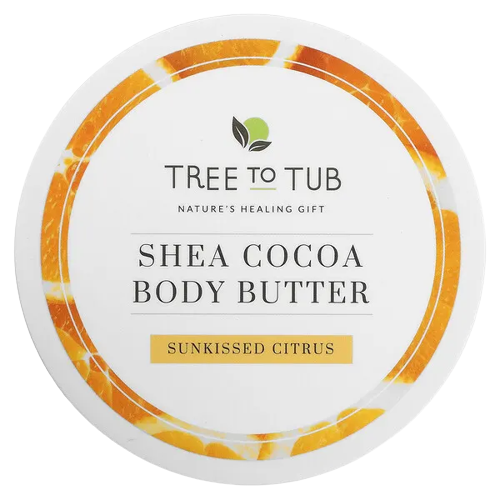 TREE TO TUB
NATURE'S HEALING GIFT
SHEA COCOA
BODY BUTTER
SUNKISSED CITRUS